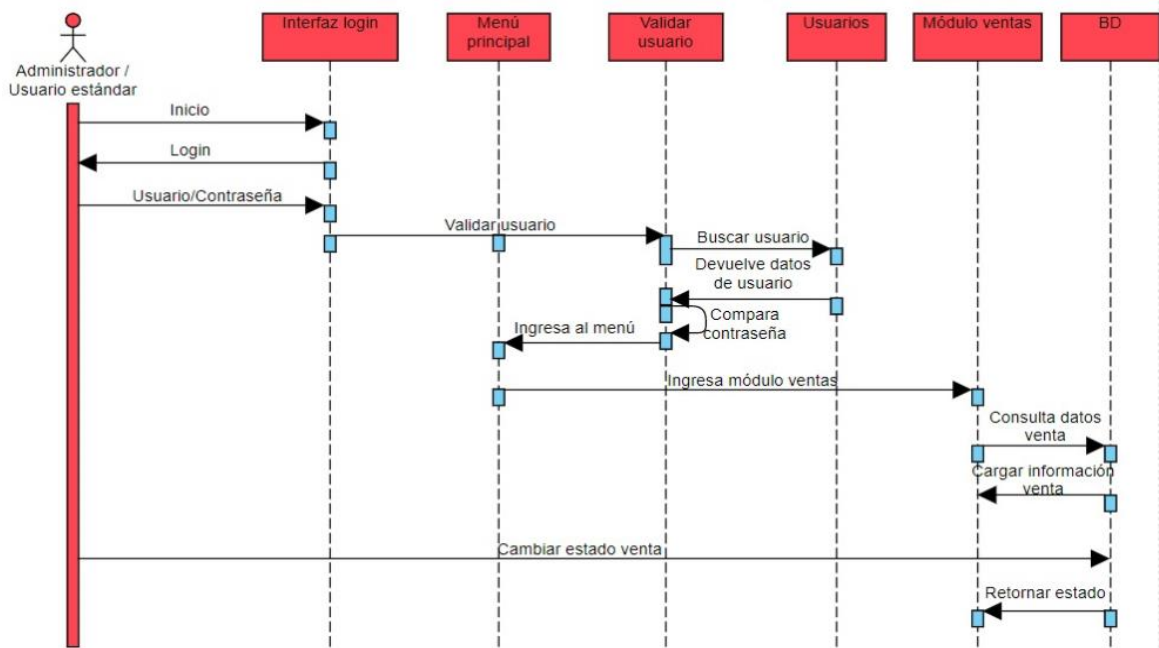 Interfaz login
Menú
principal
Validar
usuario
Usuarios
Módulo ventas
BD
Administrador /
Usuario estándar
Inicio
Login
Usuario/Contraseña
Validar usuario
Buscar usuario
Devuelve datos
de usuario
Compara
contraseña
Ingresa al menú
Ingresa módulo ventas
Consulta datos
venta
Cargar información
venta
Cambiar estado venta
Retornar estado